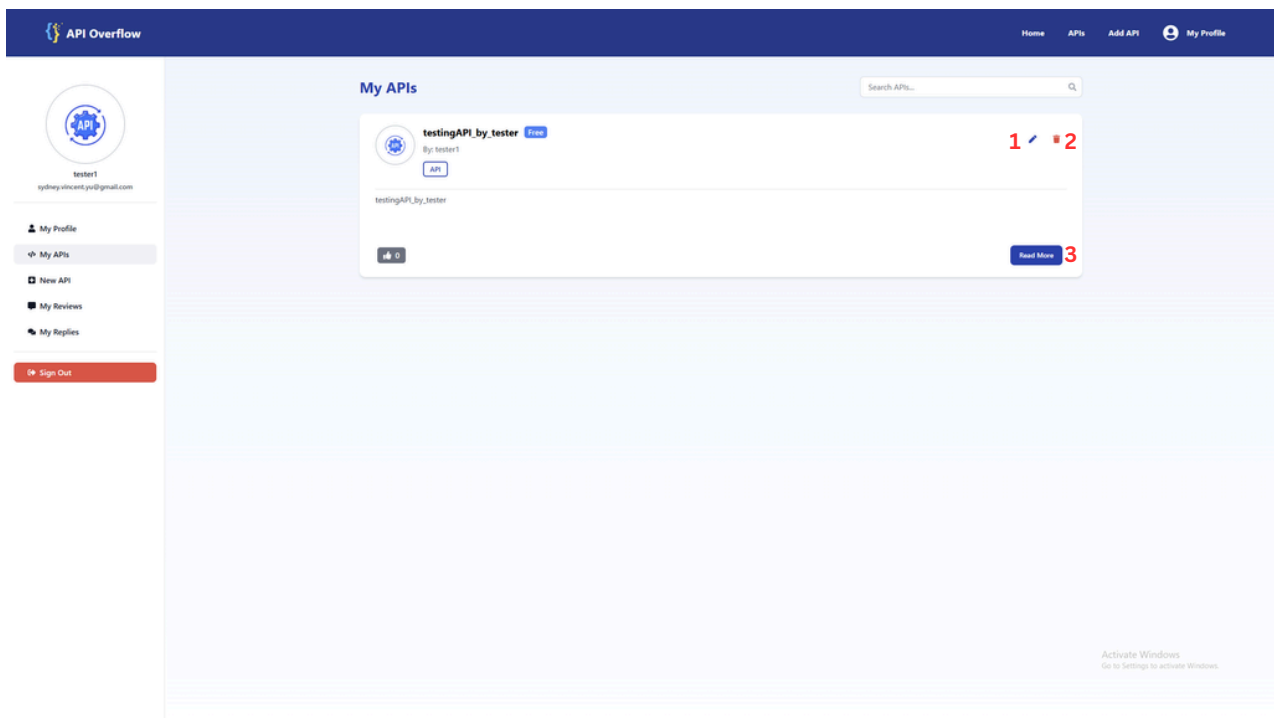 API Overflow
Home APIs Add API My Profile
API
tester1
sydney.vincent.yu@gmail.com
My Profile
My APIs
New API
My Reviews
My Replies
Sign Out
My APIs
Search APIs...
API
testingAPI_by_tester Free
By: tester1
API
1 2
testingAPI_by_tester
0
Read More 3
Activate Windows
Go to Settings to activate Windows.